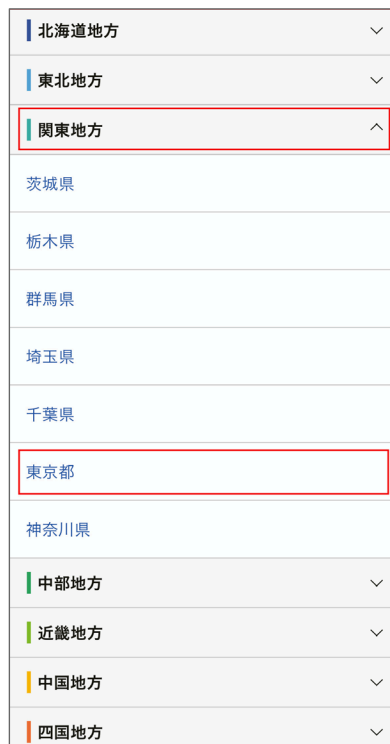 北海道地方
東北地方
関東地方
茨城県
栃木県
群馬県
埼玉県
千葉県
東京都
神奈川県
中部地方
近畿地方
中国地方
四国地方